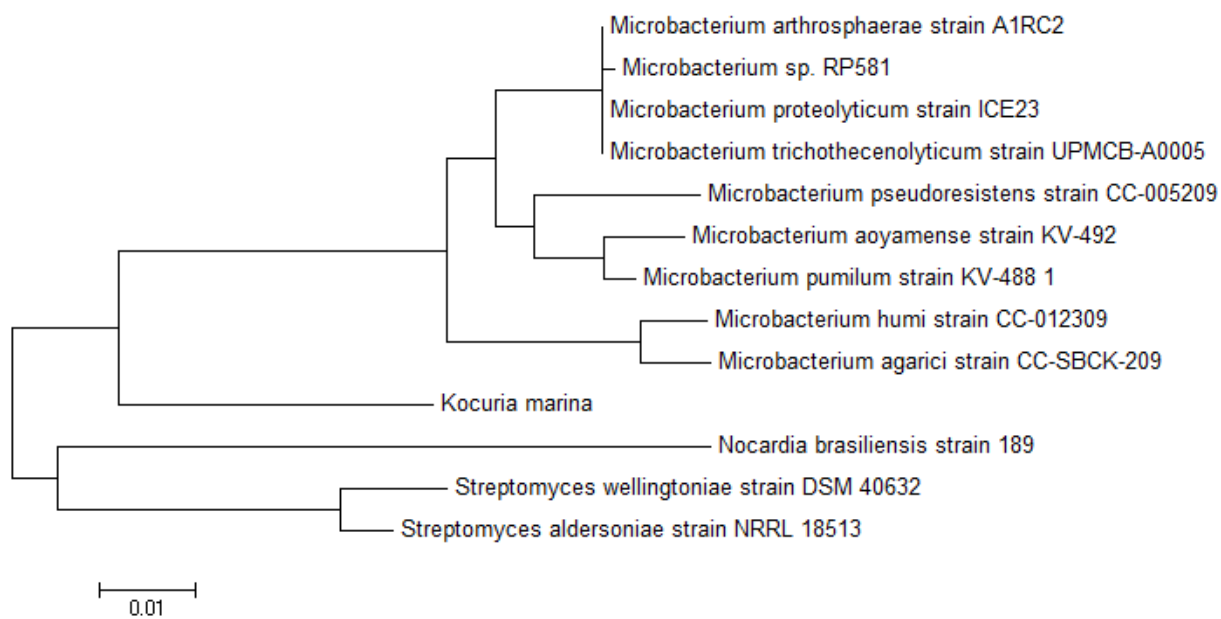 Microbacterium arthrosphaerae strain A1RC2
Microbacterium sp. RP581
Microbacterium proteolyticum strain ICE23
Microbacterium trichothecenolyticum strain UPMCB-A0005
Microbacterium pseudoresistens strain CC-005209
Microbacterium aoyamense strain KV-492
Microbacterium pumilum strain KV-488 1
Microbacterium humi strain CC-012309
Microbacterium agarici strain CC-SBCK-209
Kocuria marina
Nocardia brasiliensis strain 189
Streptomyces wellingtoniae strain DSM 40632
Streptomyces aldersoniae strain NRRL 18513
0.01